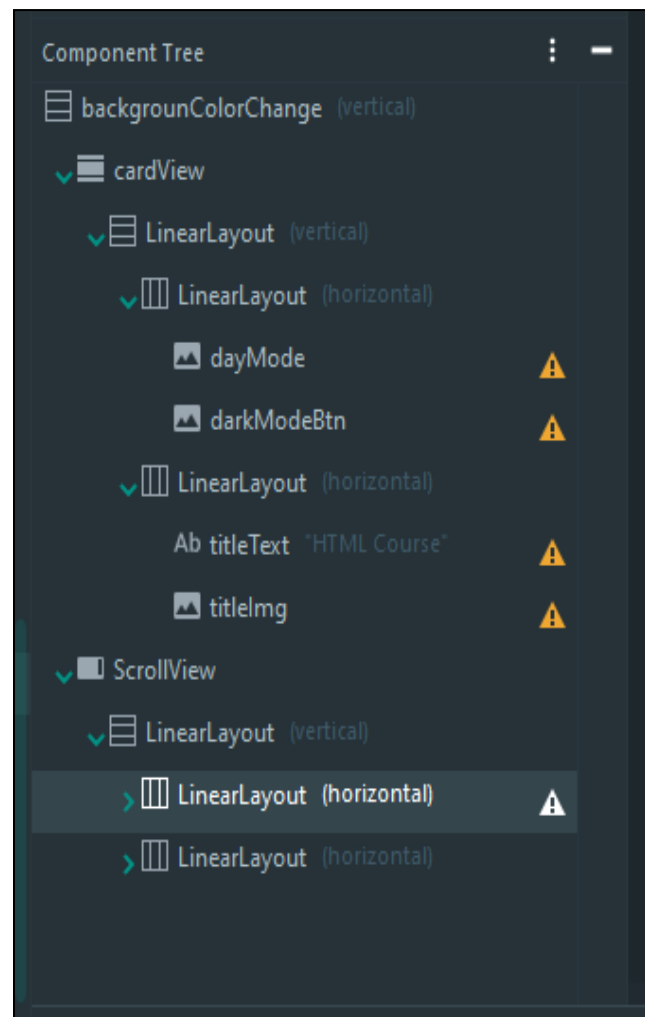 Component Tree
backgrounColorChange (vertical)
cardView
LinearLayout (vertical)
LinearLayout (horizontal)
dayMode
darkModeBtn
LinearLayout (horizontal)
Ab titleText "HTML Course"
titleImg
ScrollView
LinearLayout (vertical)
LinearLayout (horizontal)
LinearLayout (horizontal)